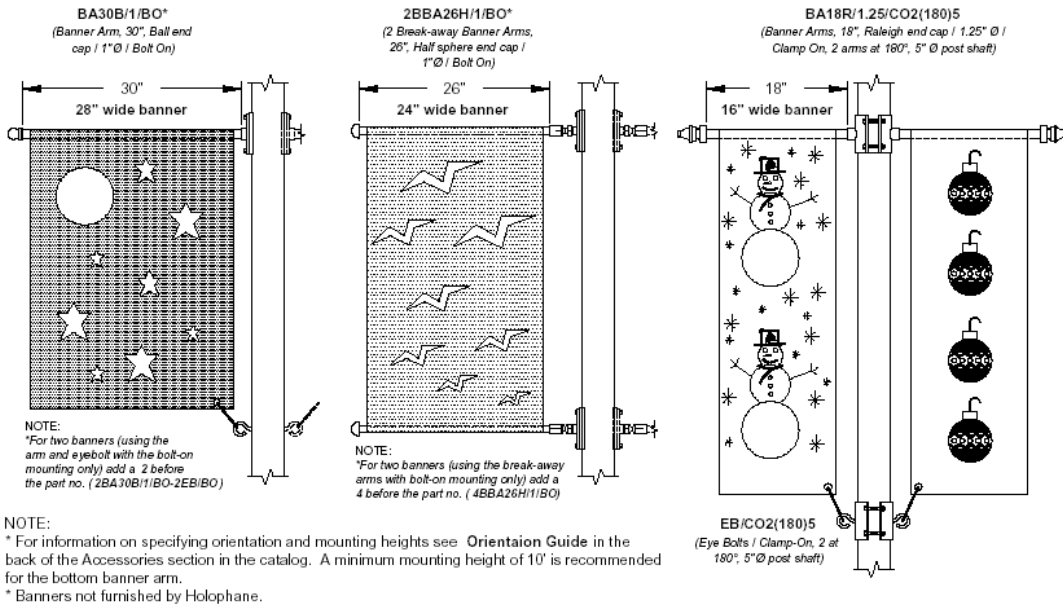 BA30B/1/BO*
(Banner Arm, 30", Ball end
cap / 1" Ø / Bolt On)
30"
28" wide banner
NOTE:
*For two banners (using the
arm and eyebolt with the bolt-on
mounting only) add a 2 before
the part no. ( 2BA30B/1/BO-2EB/BO )
2BBA26H/1/BO*
(2 Break-away Banner Arms,
26", Half sphere end cap /
1"Ø / Bolt On)
26"
24" wide banner
NOTE:
*For two banners (using the break-away
arms with bolt-on mounting only) add a
4 before the part no. ( 4BBA26H/1/BO)
BA18R/1.25/CO2(180)5
(Banner Arms, 18", Raleigh end cap / 1.25" Ø /
Clamp On, 2 arms at 180°, 5" Ø post shaft)
18"
16" wide banner
EB/CO2(180)5
(Eye Bolts / Clamp-On, 2 at
180°, 5"Ø post shaft)
NOTE:
* For information on specifying orientation and mounting heights see Orientaion Guide in the
back of the Accessories section in the catalog. A minimum mounting height of 10' is recommended
for the bottom banner arm.
* Banners not furnished by Holophane.